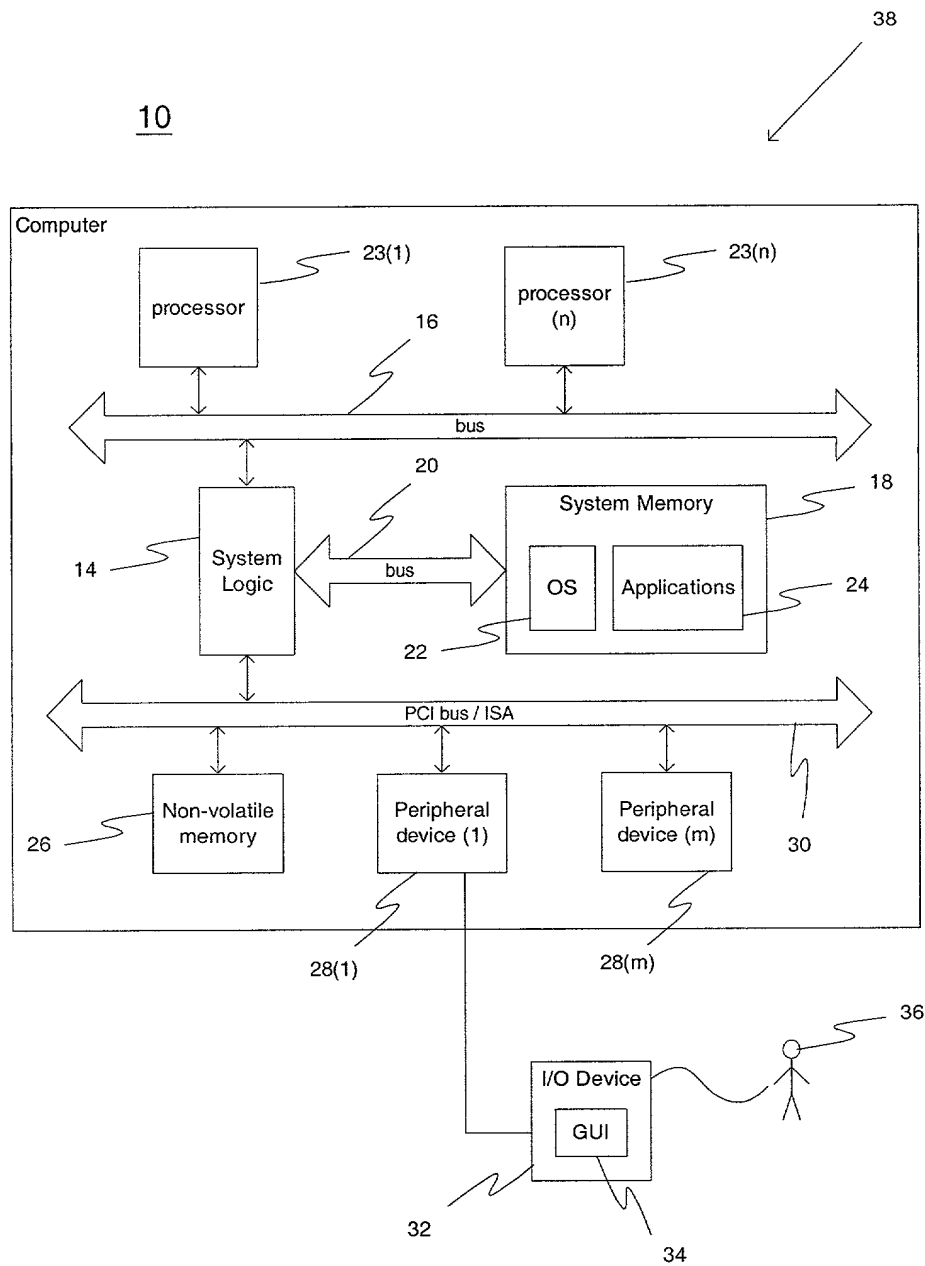 38
10
Computer
23(1)
23(n)
processor
processor
(n)
16
bus
20
18
System Memory
14
System
Logic
bus
OS
Applications
24
22
PCI bus / ISA
26
Non-volatile
memory
Peripheral
device (1)
Peripheral
device (m)
30
28(1)
28(m)
36
I/O Device
GUI
32
34